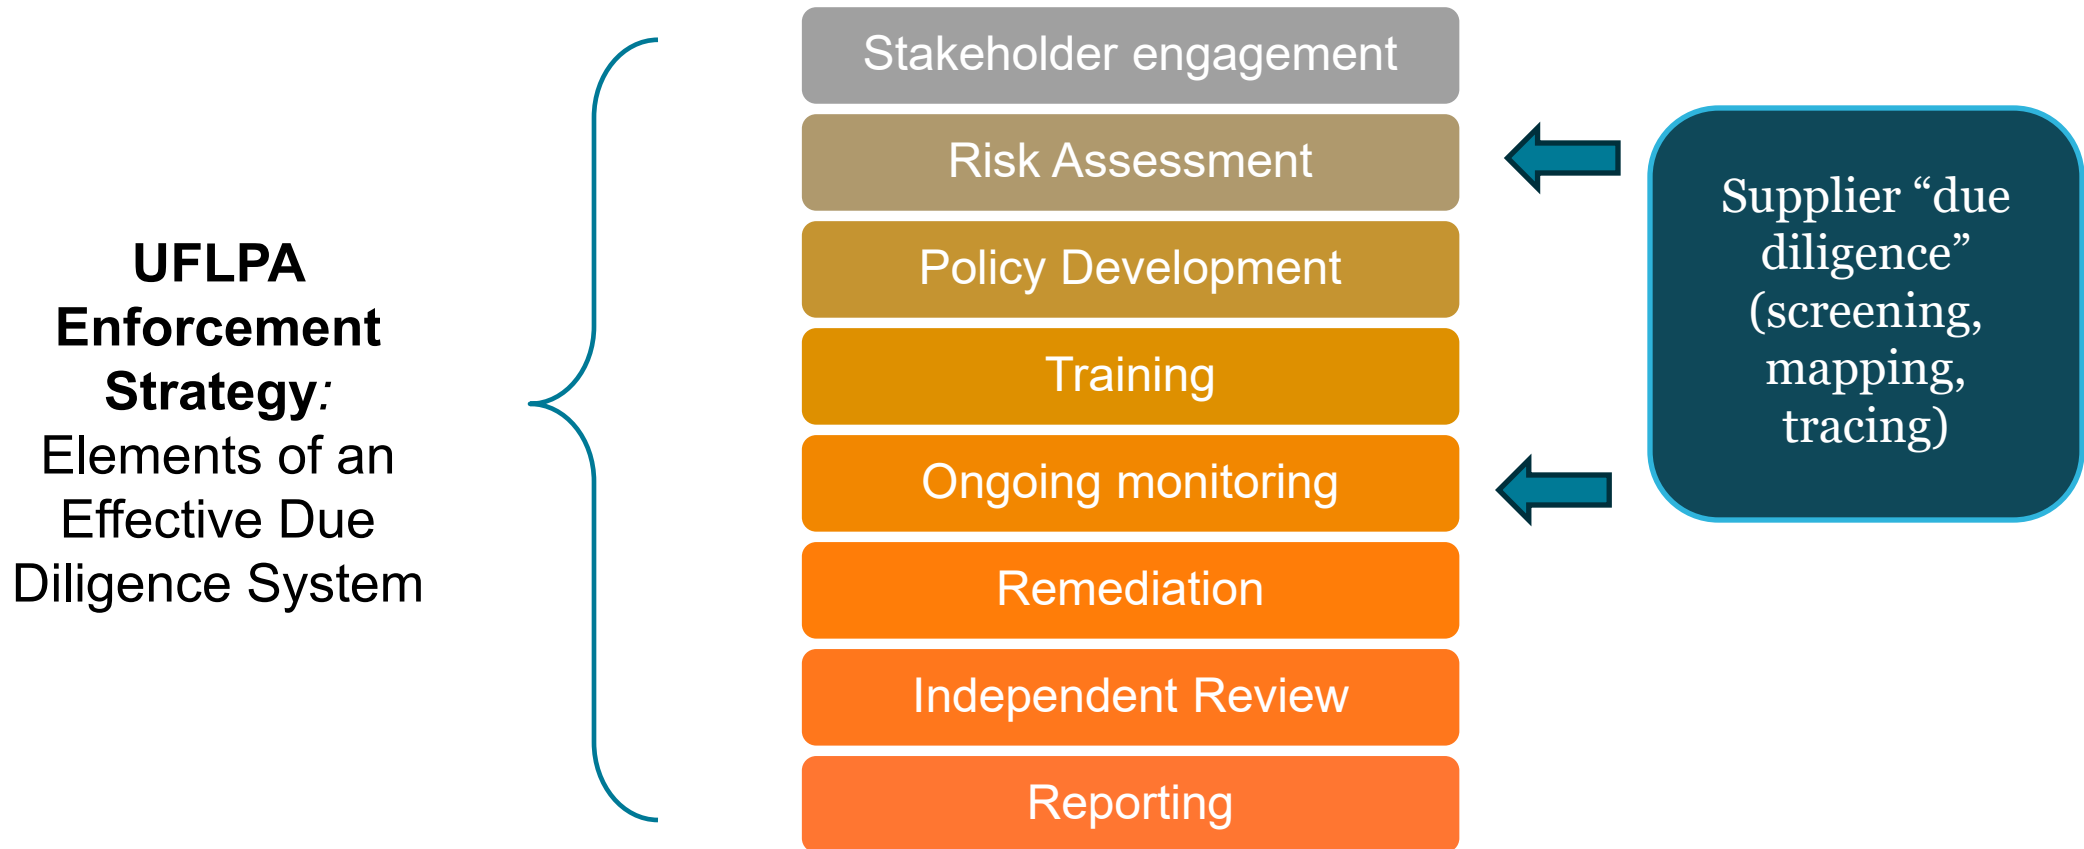 UFLPA
Enforcement
Strategy:
Elements of an
Effective Due
Diligence System
Stakeholder engagement
Risk Assessment
Policy Development
Training
Ongoing monitoring
Remediation
Independent Review
Reporting
Supplier “due
diligence”
(screening,
mapping,
tracing)